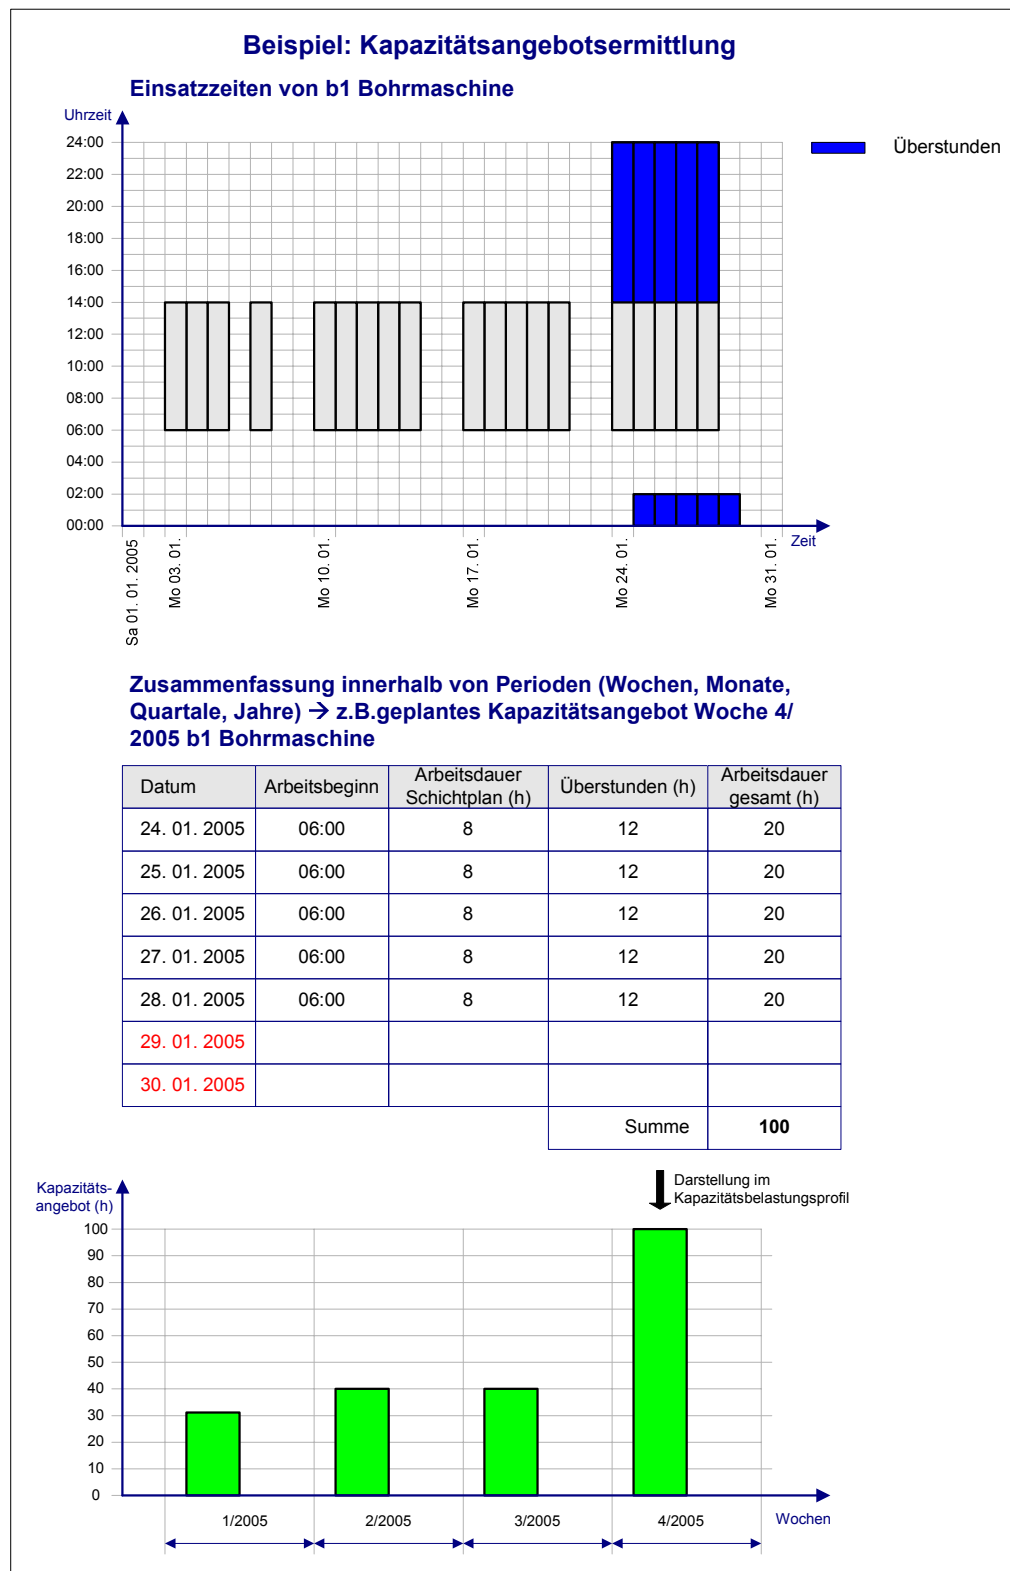 Beispiel: Kapazitätsangebotsermittlung
Einsatzzeiten von b1 Bohrmaschine
Uhrzeit
24:00
22:00
20:00
18:00
16:00
14:00
12:00
10:00
08:00
06:00
04:00
02:00
00:00
Überstunden
Zeit
Sa 01. 01. 2005
Mo 03. 01.
Mo 10. 01.
Mo 17. 01.
Mo 24. 01.
Mo 31. 01.
Zusammenfassung innerhalb von Perioden (Wochen, Monate,
Quartale, Jahre) → z.B.geplantes Kapazitätsangebot Woche 4/
2005 b1 Bohrmaschine
Datum Arbeitsbeginn Arbeitsdauer Schichtplan (h) Überstunden (h) Arbeitsdauer gesamt (h)
24. 01. 2005 06:00 8 12 20
25. 01. 2005 06:00 8 12 20
26. 01. 2005 06:00 8 12 20
27. 01. 2005 06:00 8 12 20
28. 01. 2005 06:00 8 12 20
29. 01. 2005
30. 01. 2005
Summe 100
Darstellung im
Kapazitätsbelastungsprofil
Kapazitäts-
angebot (h)
100
90
80
70
60
50
40
30
20
10
0
1/2005 2/2005 3/2005 4/2005 Wochen